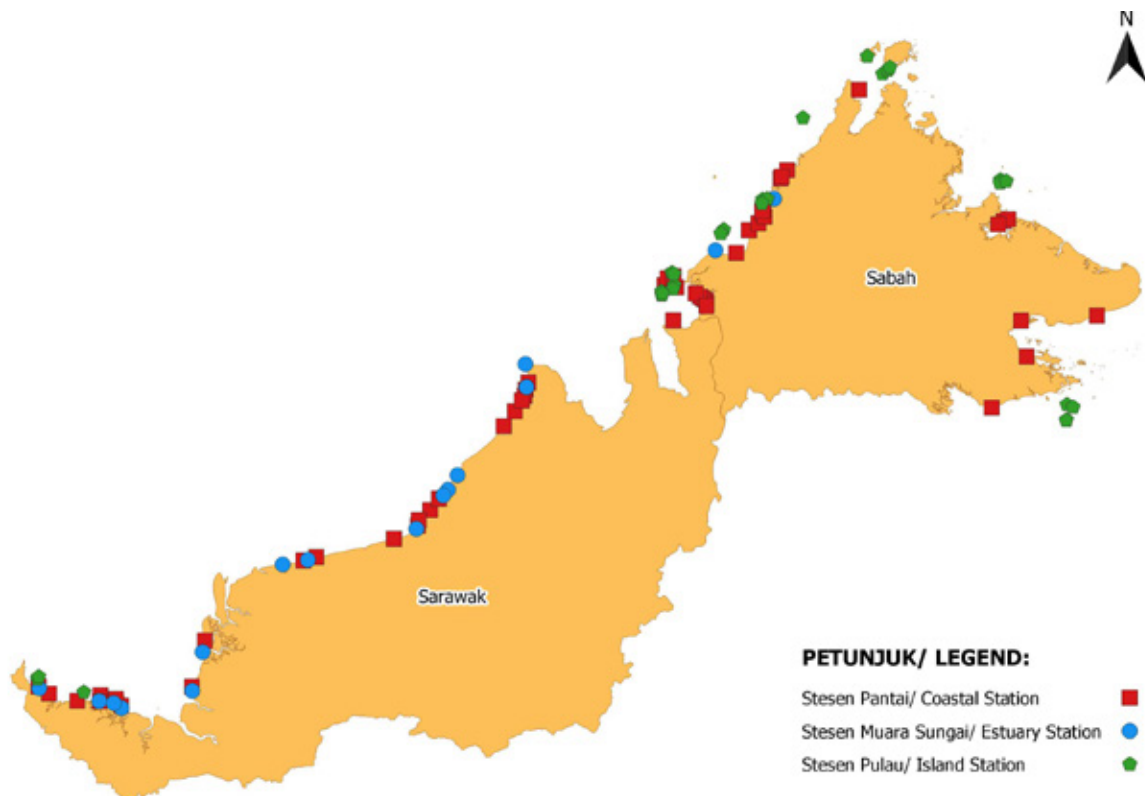 N
Sabah
Sarawak
PETUNJUK/ LEGEND:
Stesen Pantai/ Coastal Station
Stesen Muara Sungai/ Estuary Station
Stesen Pulau/ Island Station